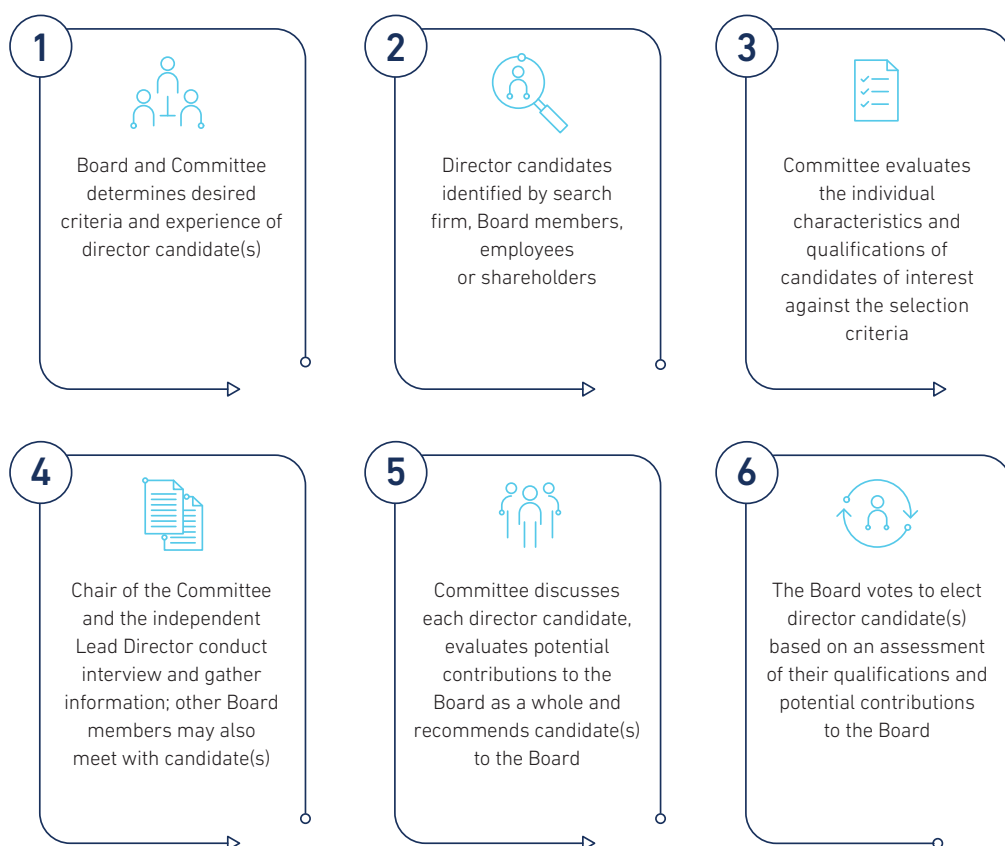 1
Board and Committee
determines desired
criteria and experience of
director candidate(s)
2
Director candidates
identified by search
firm, Board members,
employees
or shareholders
3
Committee evaluates
the individual
characteristics and
qualifications of
candidates of interest
against the selection
criteria
4
Chair of the Committee
and the independent
Lead Director conduct
interview and gather
information; other Board
members may also
meet with candidate(s)
5
Committee discusses
each director candidate,
evaluates potential
contributions to the
Board as a whole and
recommends candidate(s)
to the Board
6
The Board votes to elect
director candidate(s)
based on an assessment
of their qualifications and
potential contributions
to the Board